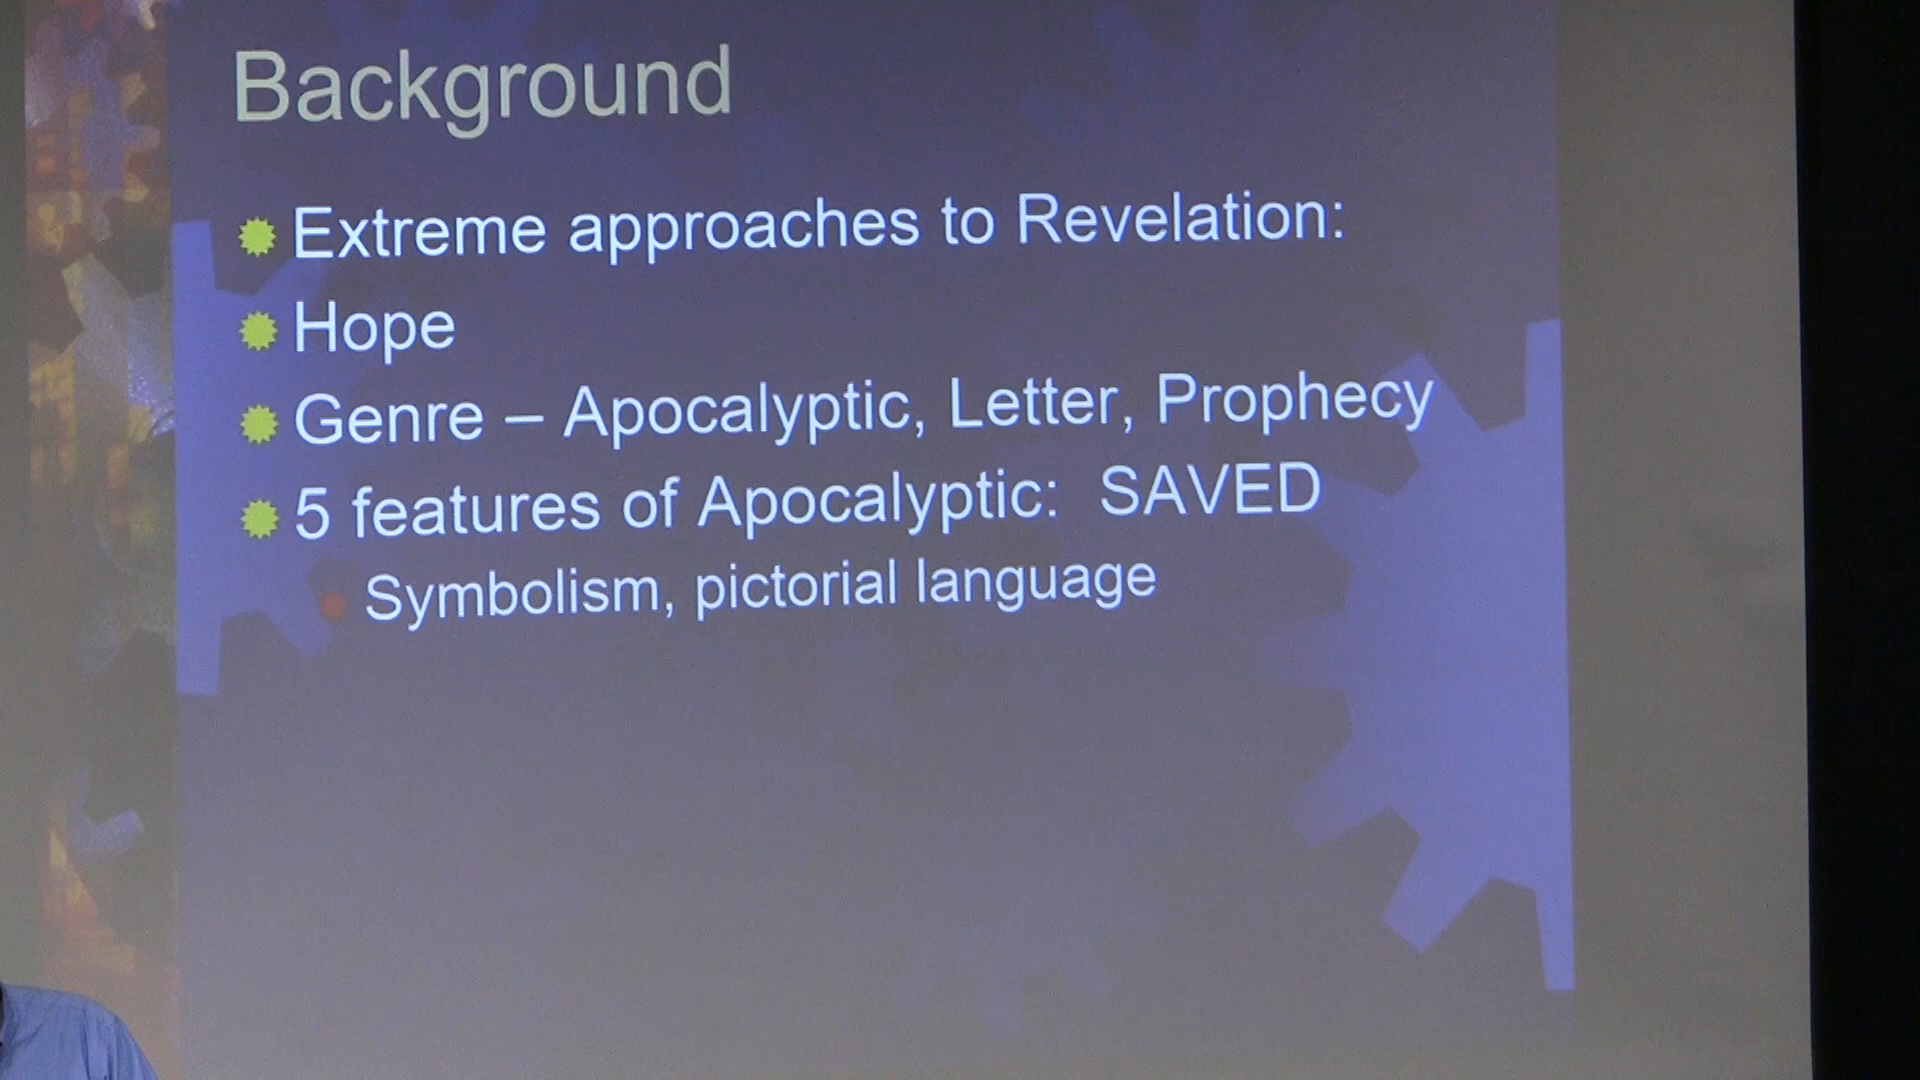 Background
Extreme approaches to Revelation:
Hope
Genre – Apocalyptic, Letter, Prophecy
5 features of Apocalyptic:  SAVED
Symbolism, pictorial language